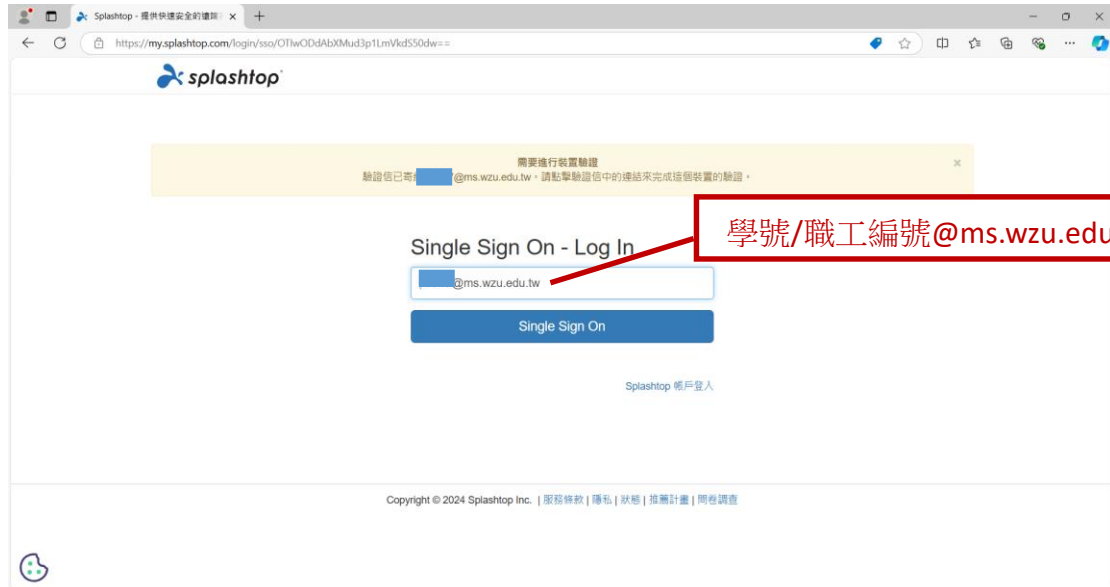 Splashtop - 提供快速安全的遠端
https://my.splashtop.com/login/sso/OTIwODdAbXMud3p1LmVkdS50dw==
splashtop
需要進行裝置驗證
驗證信已寄 @ms.wzu.edu.tw。請點擊驗證信中的連結來完成這個裝置的驗證。
學號/職工編號@ms.wzu.edu
Single Sign On - Log In
@ms.wzu.edu.tw
Single Sign On
Splashtop 帳戶登入
Copyright © 2024 Splashtop Inc. | 服務條款 | 隱私 | 狀態 | 推薦計畫 | 問卷調查